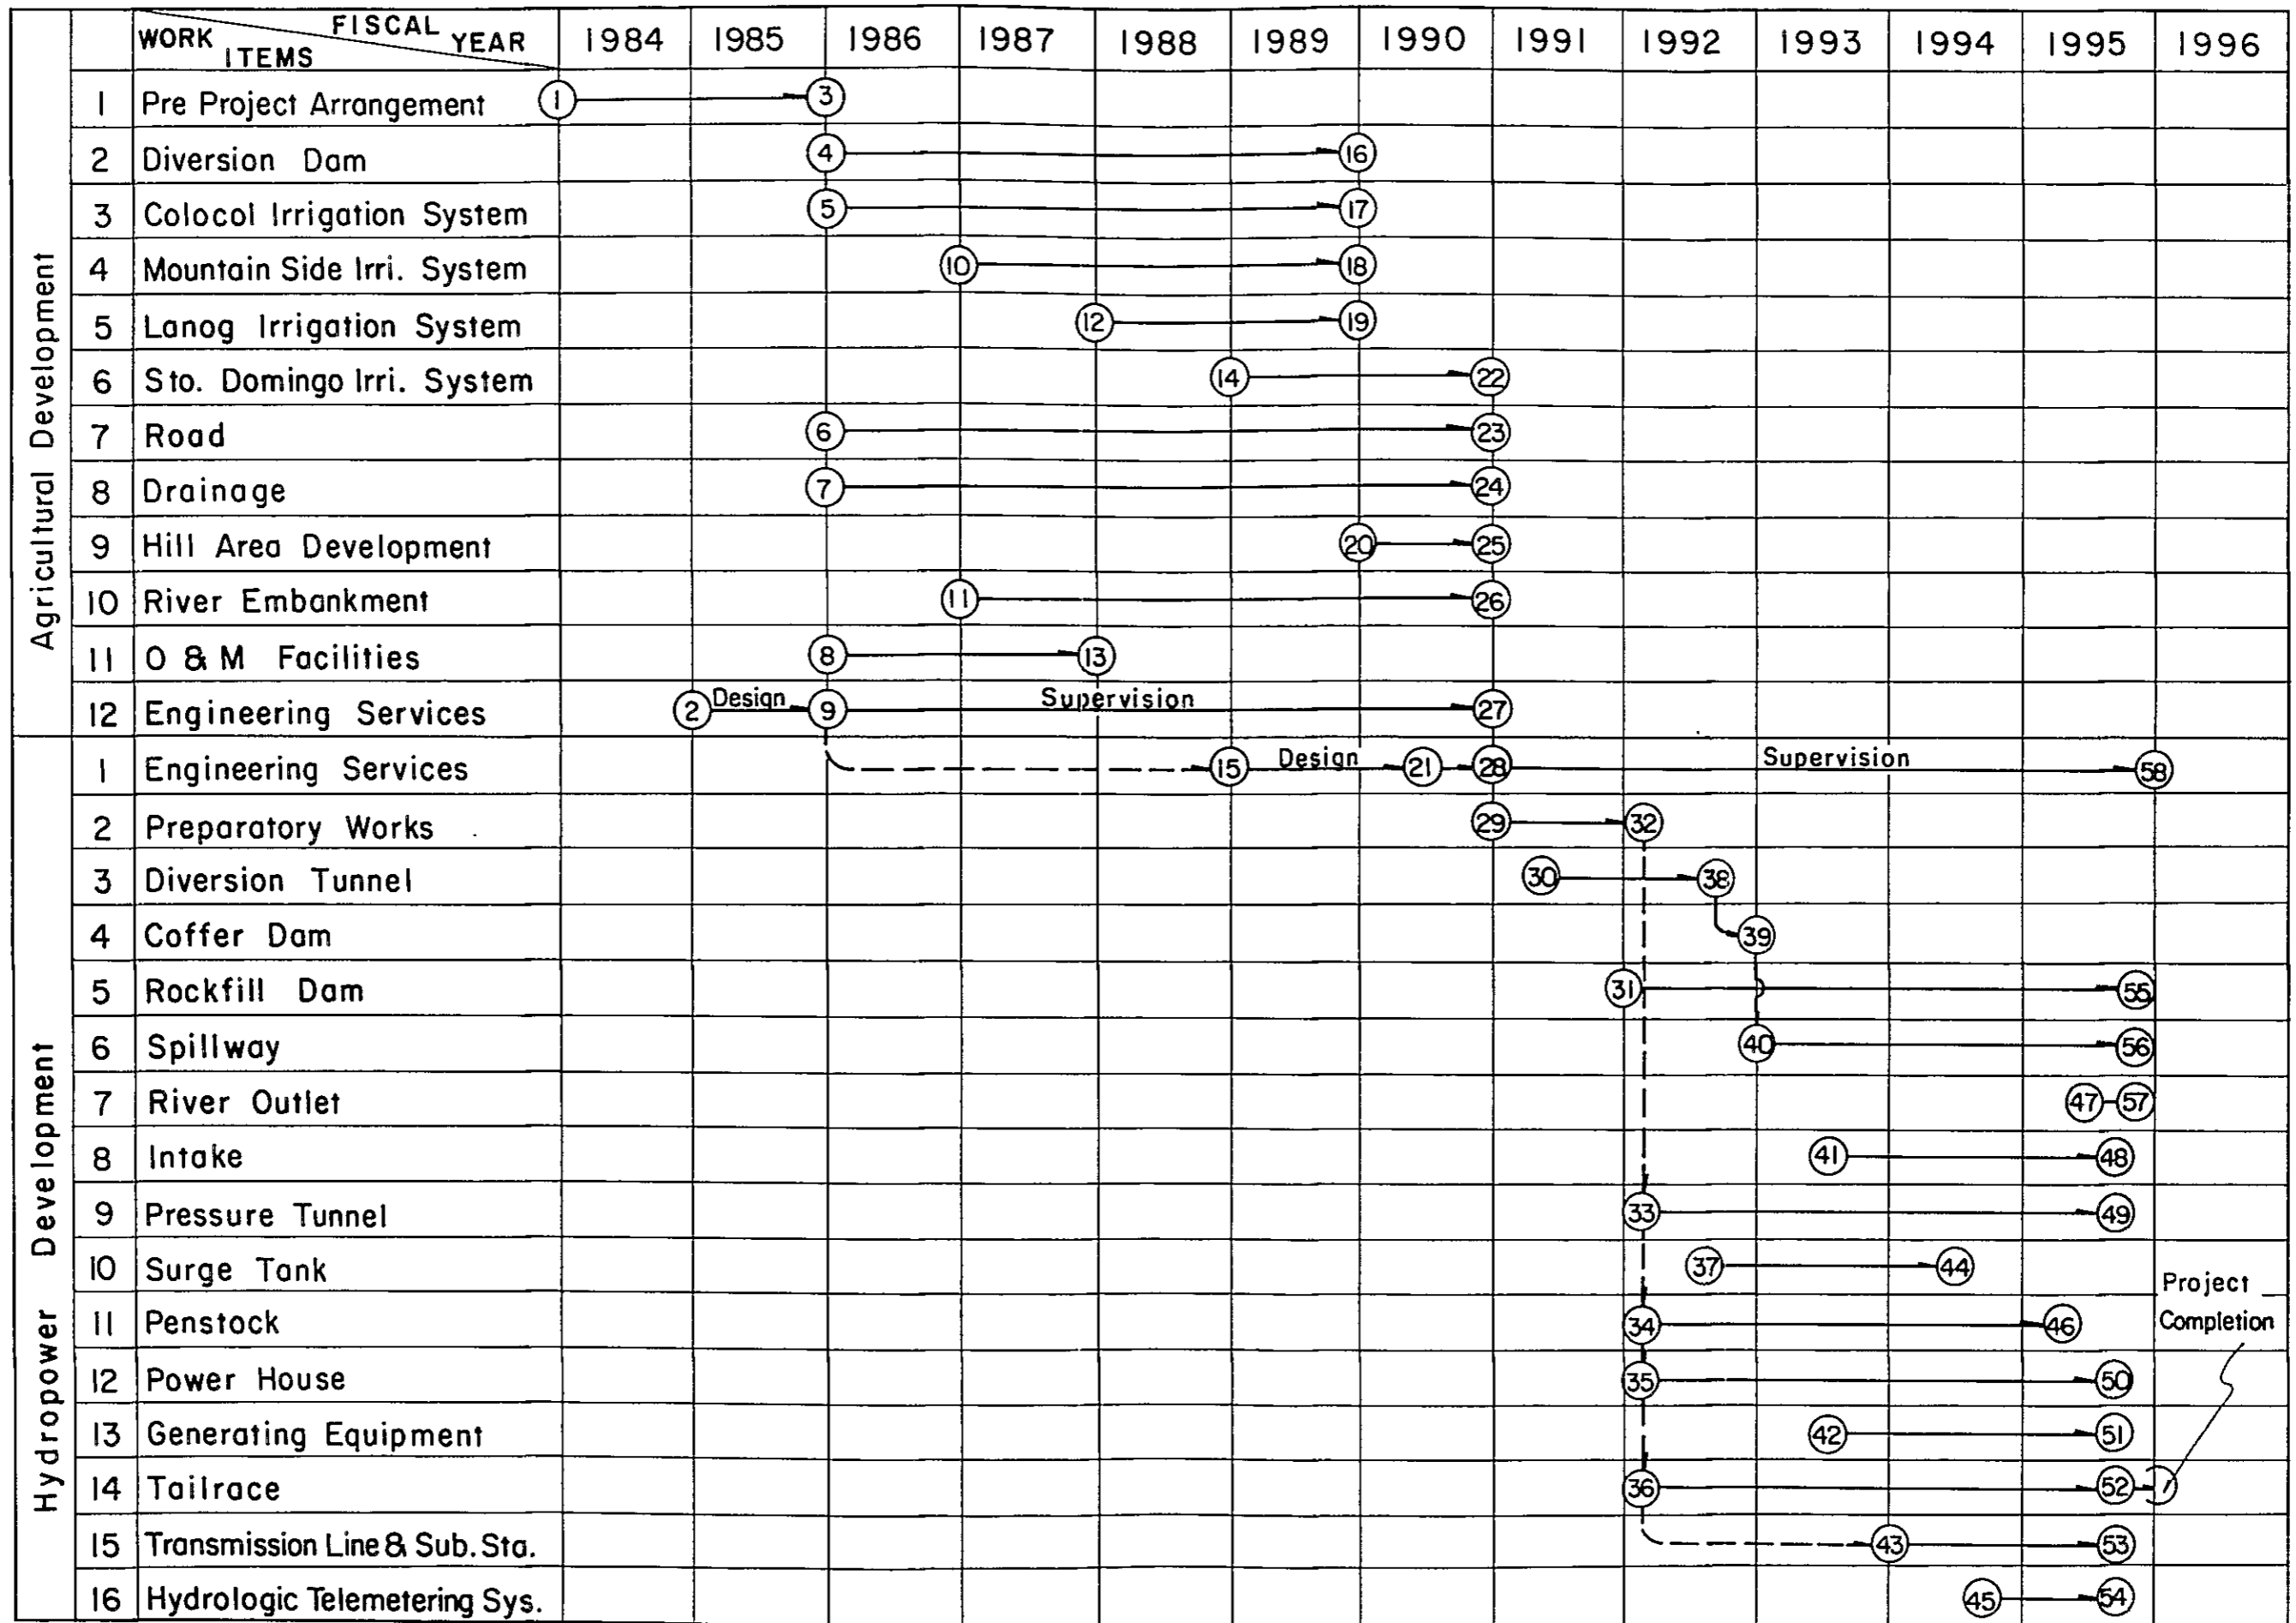 WORK ITEMS FISCAL YEAR 1984 1985 1986 1987 1988 1989 1990 1991 1992 1993 1994 1995 1996
Agricultural Development
1 Pre Project Arrangement 1 3
2 Diversion Dam 4 16
3 Colocol Irrigation System 5 17
4 Mountain Side Irri. System 10 18
5 Lanog Irrigation System 12 19
6 Sto. Domingo Irri. System 14 22
7 Road 6 23
8 Drainage 7 24
9 Hill Area Development 20 25
10 River Embankment 11 26
11 O & M Facilities 8 13
12 Engineering Services 2 Design 9 Supervision 27
Hydropower Development
1 Engineering Services 15 Design 21 28 Supervision 58
2 Preparatory Works 29 32
3 Diversion Tunnel 30 38
4 Coffer Dam 39
5 Rockfill Dam 31 55
6 Spillway 40 56
7 River Outlet 47 57
8 Intake 41 48
9 Pressure Tunnel 33 49
10 Surge Tank 37 44
Project
Completion
11 Penstock 34 46
12 Power House 35 50
13 Generating Equipment 42 51
14 Tailrace 36 52
15 Transmission Line & Sub. Sta. 43 53
16 Hydrologic Telemetering Sys. 45 54